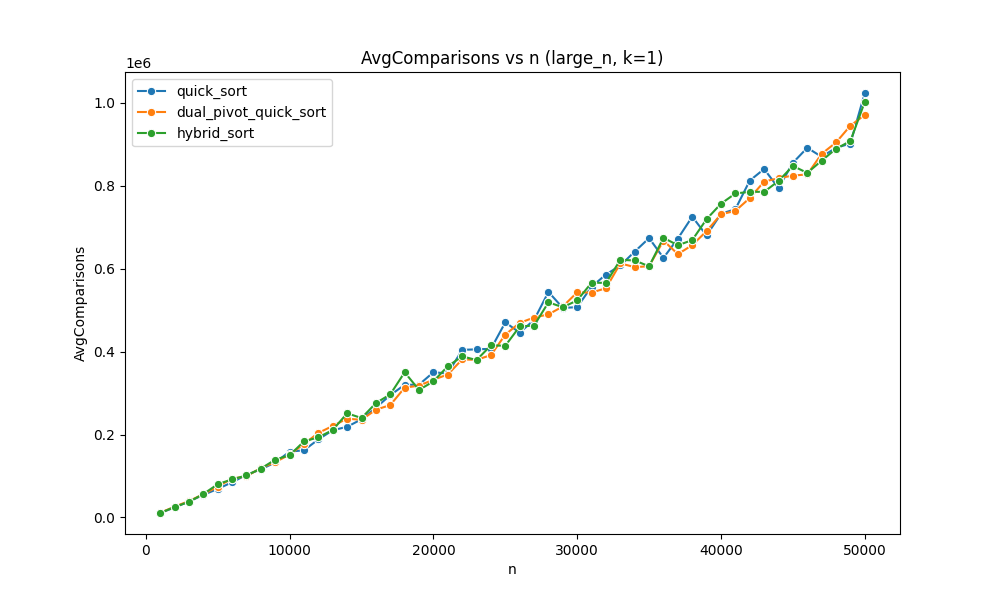 AvgComparisons vs n (large_n, k=1)
1e6
quick_sort
dual_pivot_quick_sort
hybrid_sort
AvgComparisons
1.0
0.8
0.6
0.4
0.2
0.0
0 10000 20000 30000 40000 50000
n